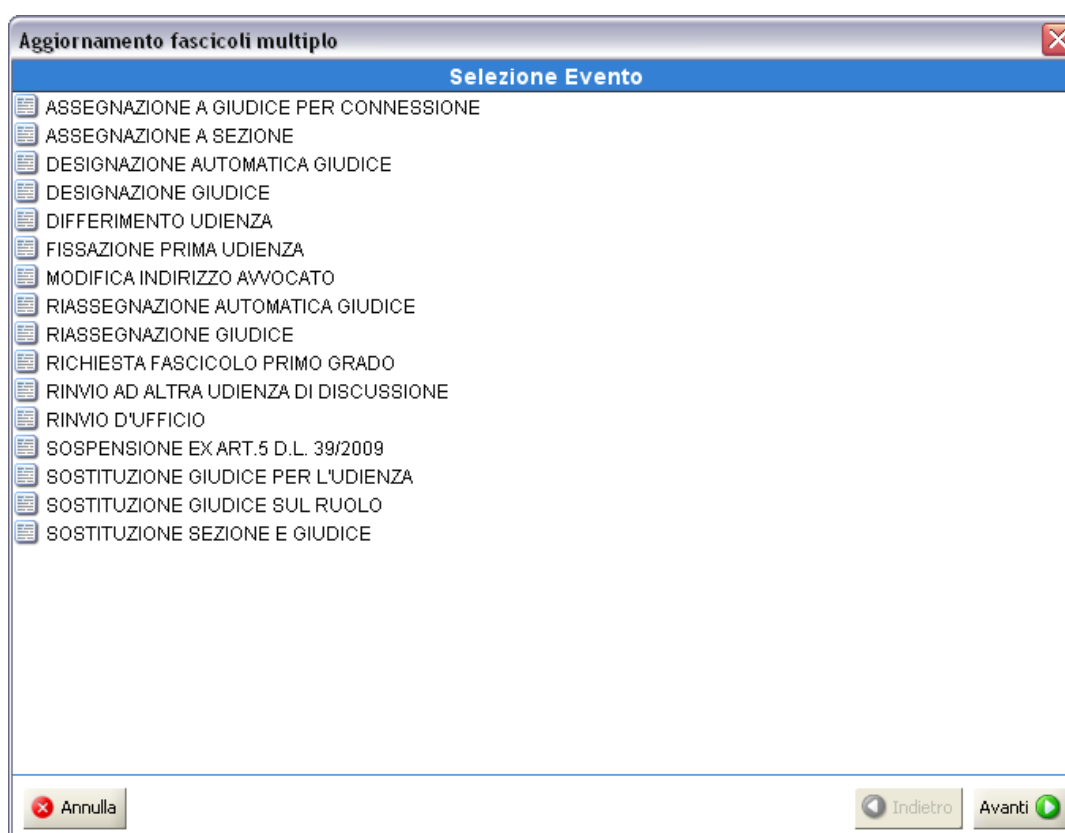 Aggiornamento fascicoli multiplo
Selezione Evento
ASSEGNAZIONE A GIUDICE PER CONNESSIONE
ASSEGNAZIONE A SEZIONE
DESIGNAZIONE AUTOMATICA GIUDICE
DESIGNAZIONE GIUDICE
DIFFERIMENTO UDIENZA
FISSAZIONE PRIMA UDIENZA
MODIFICA INDIRIZZO AVVOCATO
RIASSEGNAZIONE AUTOMATICA GIUDICE
RIASSEGNAZIONE GIUDICE
RICHIESTA FASCICOLO PRIMO GRADO
RINVIO AD ALTRA UDIENZA DI DISCUSSIONE
RINVIO D'UFFICIO
SOSPENSIONE EX ART.5 D.L. 39/2009
SOSTITUZIONE GIUDICE PER L'UDIENZA
SOSTITUZIONE GIUDICE SUL RUOLO
SOSTITUZIONE SEZIONE E GIUDICE
Annulla Indietro Avanti